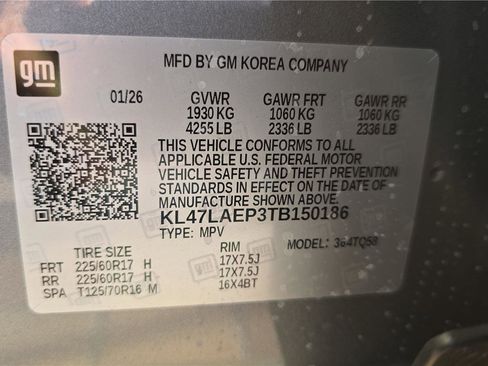 gm
MFD BY GM KOREA COMPANY
01/26 GVWR GAWR FRT GAWR RR
1930 KG 1060 KG 1060 KG
4255 LB 2336 LB 2336 LB
THIS VEHICLE CONFORMS TO ALL
APPLICABLE U.S. FEDERAL MOTOR
VEHICLE SAFETY AND THEFT PREVENTION
STANDARDS IN EFFECT ON THE DATE OF
MANUFACTURE SHOWN ABOVE.
KL47LAEP3TB150186
TYPE: MPV MODEL:
TIRE SIZE RIM
FRT 225/60R17 H 17X7.5J
RR 225/60R17 H 17X7.5J
SPA T125/70R16 M 16X4BT